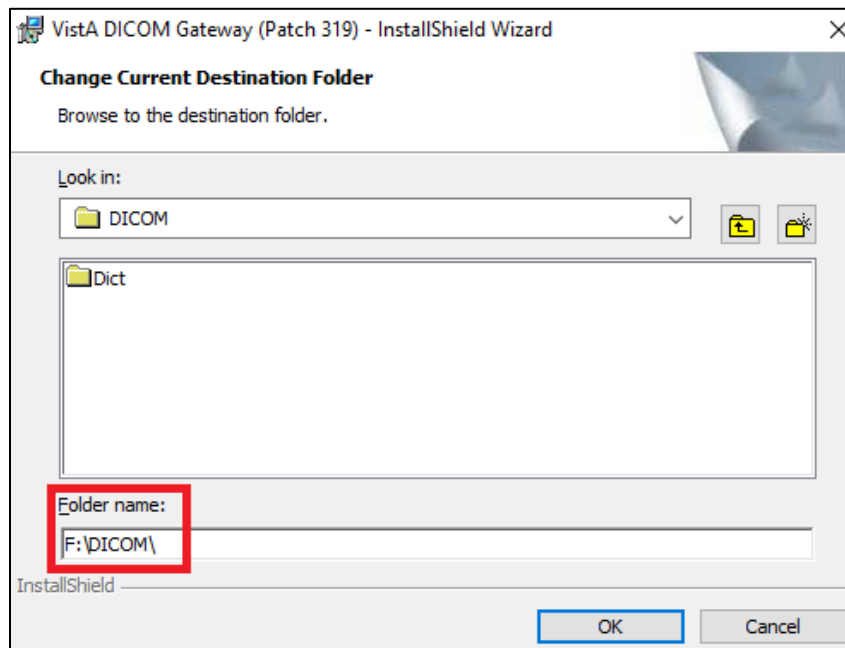 VistA DICOM Gateway (Patch 319) - InstallShield Wizard
Change Current Destination Folder
Browse to the destination folder.
Look in:
DICOM
Dict
Folder name:
F:\DICOM\
InstallShield
OK Cancel